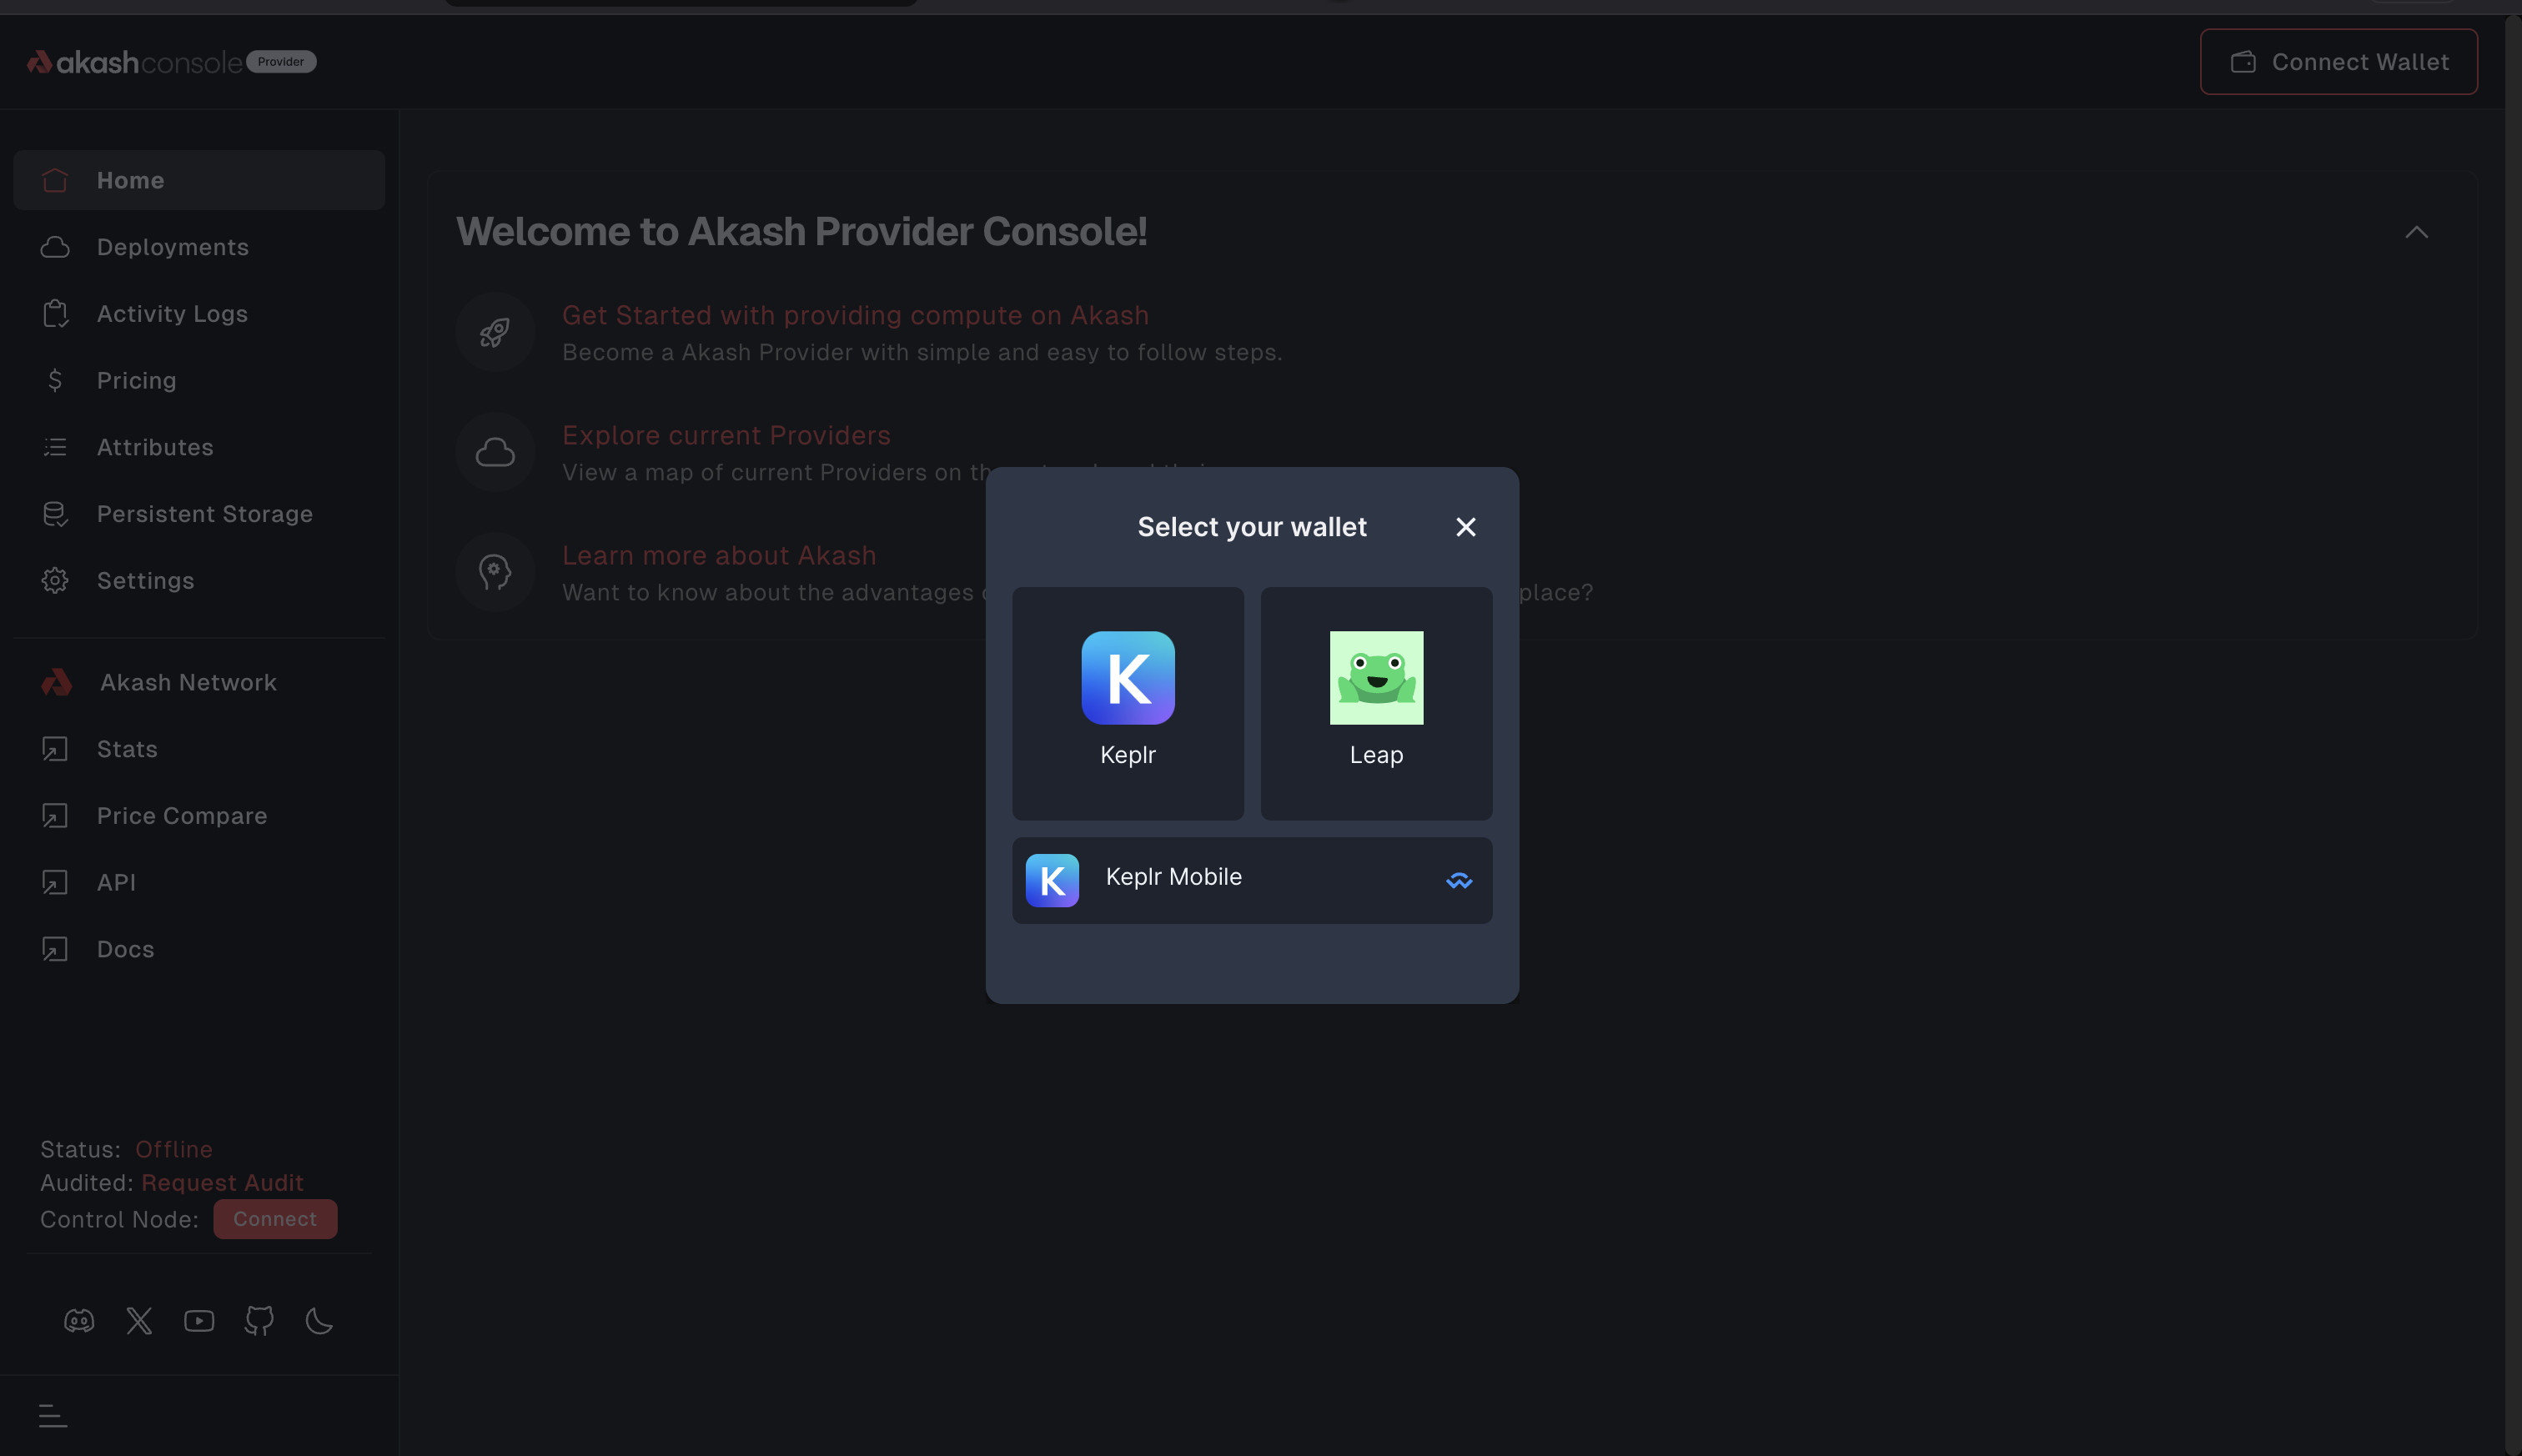 akashconsole Provider
Connect Wallet
Home
Deployments
Activity Logs
Pricing
Attributes
Persistent Storage
Settings
Akash Network
Stats
Price Compare
API
Docs
Status: Offline
Audited: Request Audit
Control Node: Connect
Welcome to Akash Provider Console!
Get Started with providing compute on Akash
Become a Akash Provider with simple and easy to follow steps.
Explore current Providers
View a map of current Providers on
Learn more about Akash
Want to know about the advantages place?
Select your wallet
K
Keplr
Leap
K
Keplr Mobile